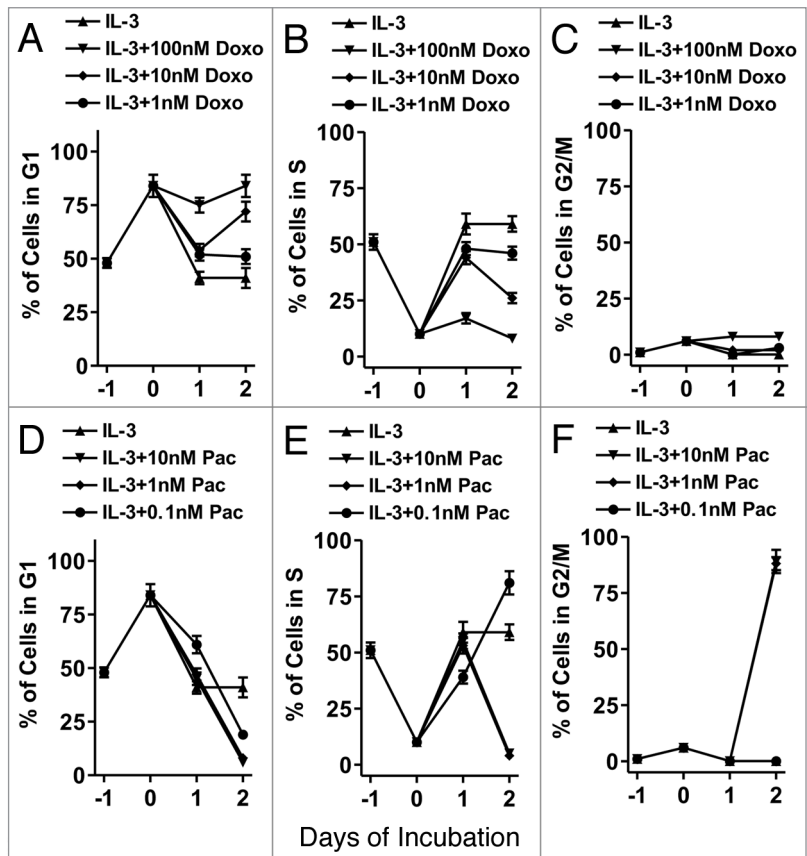 A
IL-3
IL-3+100nM Doxo
IL-3+10nM Doxo
IL-3+1nM Doxo
% of Cells in G1
100
75
50
25
0
-1 0 1 2
B
IL-3
IL-3+100nM Doxo
IL-3+10nM Doxo
IL-3+1nM Doxo
% of Cells in S
100
75
50
25
0
-1 0 1 2
C
IL-3
IL-3+100nM Doxo
IL-3+10nM Doxo
IL-3+1nM Doxo
% of Cells in G2/M
100
75
50
25
0
-1 0 1 2
D
IL-3
IL-3+10nM Pac
IL-3+1nM Pac
IL-3+0.1nM Pac
% of Cells in G1
100
75
50
25
0
-1 0 1 2
E
IL-3
IL-3+10nM Pac
IL-3+1nM Pac
IL-3+0.1nM Pac
% of Cells in S
100
75
50
25
0
-1 0 1 2
F
IL-3
IL-3+10nM Pac
IL-3+1nM Pac
IL-3+0.1nM Pac
% of Cells in G2/M
100
75
50
25
0
-1 0 1 2
Days of Incubation